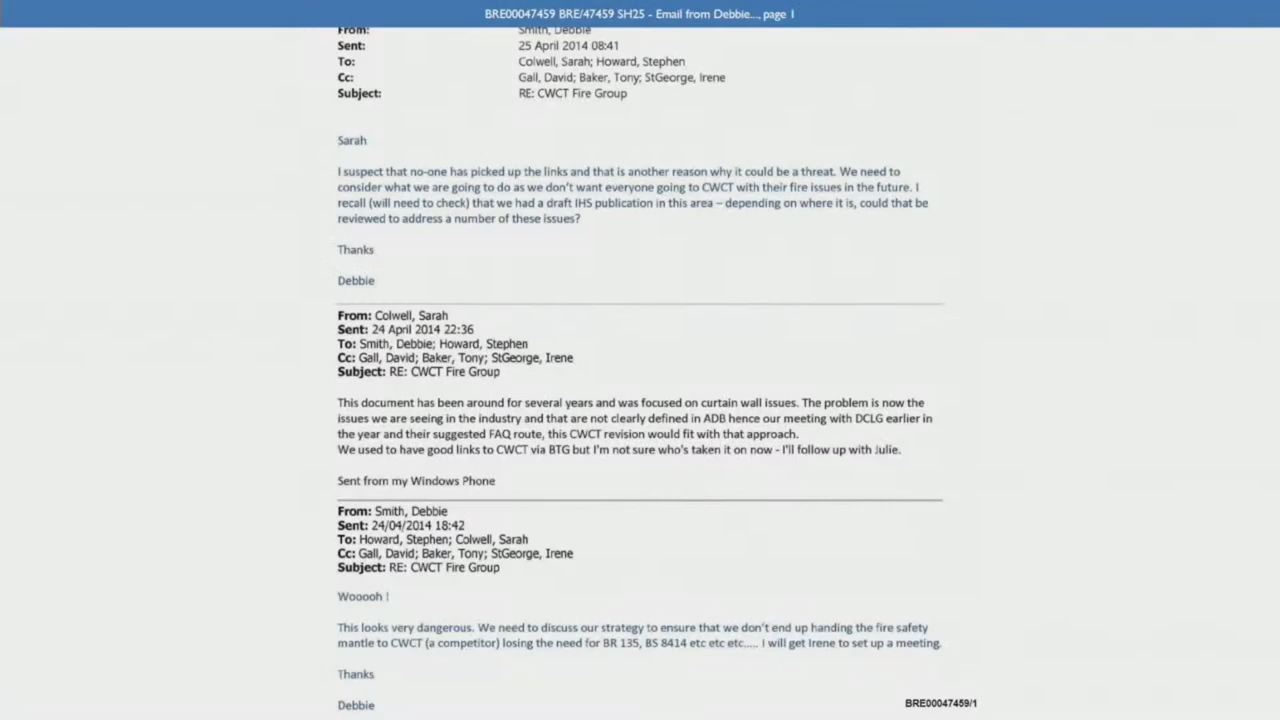 BRE00047459 BRE/47459 SH25 - Email from Debbie..., page 1
From: Smith, Debbie
Sent: 25 April 2014 08:41
To: Colwell, Sarah; Howard, Stephen
Cc: Gall, David; Baker, Tony; StGeorge, Irene
Subject: RE: CWCT Fire Group
Sarah
I suspect that no-one has picked up the links and that is another reason why it could be a threat. We need to
consider what we are going to do as we don't want everyone going to CWCT with their fire issues in the future. I
recall (will need to check) that we had a draft IHS publication in this area – depending on where it is, could that be
reviewed to address a number of these issues?
Thanks
Debbie
From: Colwell, Sarah
Sent: 24 April 2014 22:36
To: Smith, Debbie; Howard, Stephen
Cc: Gall, David; Baker, Tony; StGeorge, Irene
Subject: RE: CWCT Fire Group
This document has been around for several years and was focused on curtain wall issues. The problem is now the
issues we are seeing in the industry and that are not clearly defined in ADB hence our meeting with DCLG earlier in
the year and their suggested FAQ route, this CWCT revision would fit with that approach.
We used to have good links to CWCT via BTG but I'm not sure who's taken it on now - I'll follow up with Julie.
Sent from my Windows Phone
From: Smith, Debbie
Sent: 24/04/2014 18:42
To: Howard, Stephen; Colwell, Sarah
Cc: Gall, David; Baker, Tony; StGeorge, Irene
Subject: RE: CWCT Fire Group
Wooooh !
This looks very dangerous. We need to discuss our strategy to ensure that we don't end up handing the fire safety
mantle to CWCT (a competitor) losing the need for BR 135, BS 8414 etc etc etc..... I will get Irene to set up a meeting.
Thanks
Debbie
BRE00047459/1